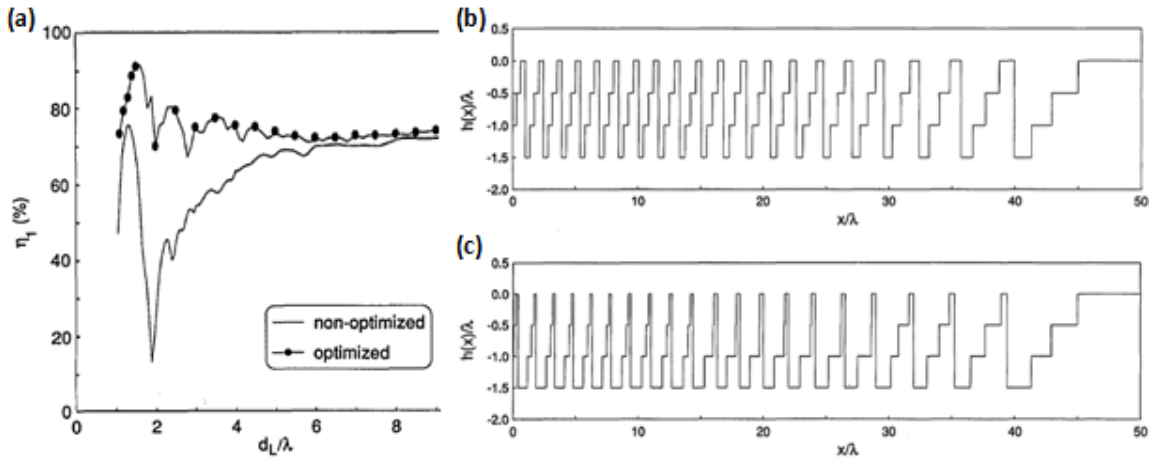 (a)
100
80
60
40
20
0
η₁ (%)
non-optimized
optimized
0 2 4 6 8
d_L/λ
(b)
0.5
0.0
-0.5
-1.0
-1.5
-2.0
h(x)/λ
0 10 20 30 40 50
x/λ
(c)
0.5
0.0
-0.5
-1.0
-1.5
-2.0
h(x)/λ
0 10 20 30 40 50
x/λ